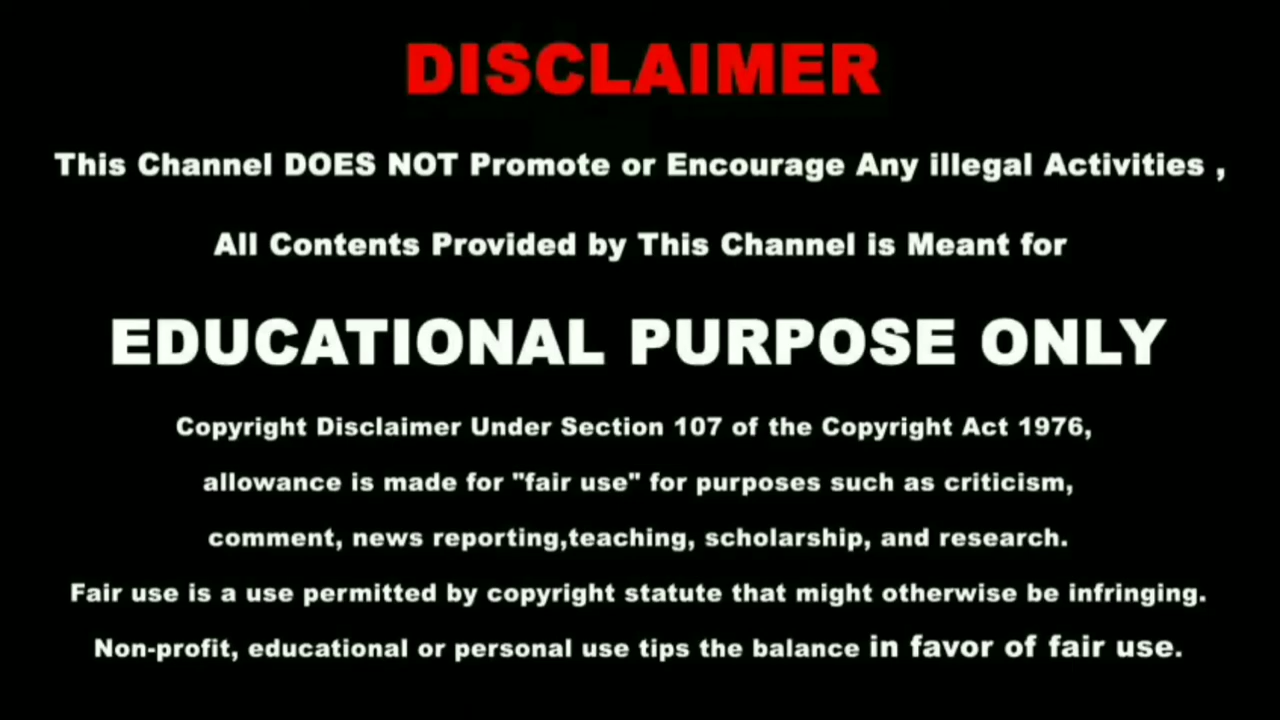 DISCLAIMER
This Channel DOES NOT Promote or Encourage Any illegal Activities ,
All Contents Provided by This Channel is Meant for
EDUCATIONAL PURPOSE ONLY
Copyright Disclaimer Under Section 107 of the Copyright Act 1976,
allowance is made for "fair use" for purposes such as criticism,
comment, news reporting,teaching, scholarship, and research.
Fair use is a use permitted by copyright statute that might otherwise be infringing.
Non-profit, educational or personal use tips the balance in favor of fair use.